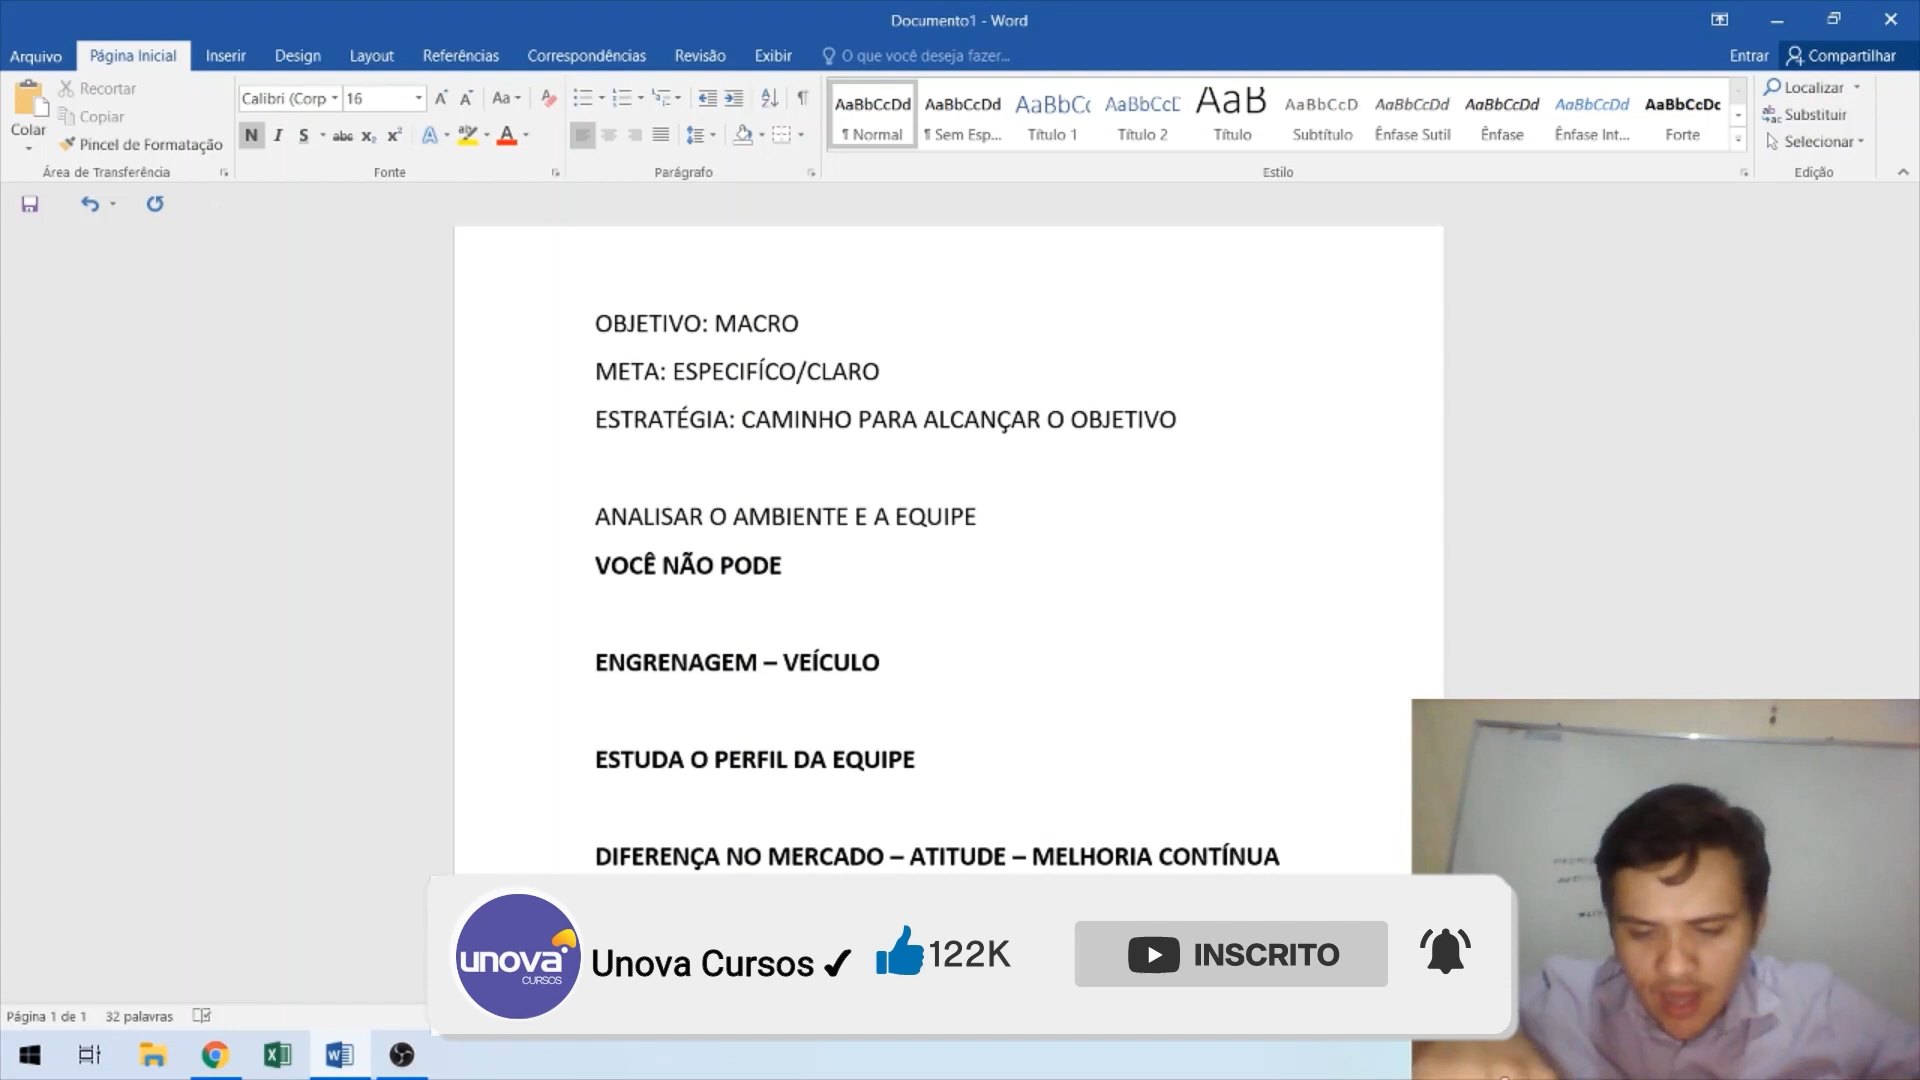 Documento1 - Word
Arquivo Página Inicial Inserir Design Layout Referências Correspondências Revisão Exibir O que você deseja fazer... Entrar Compartilhar
Colar
Recortar
Copiar
Pincel de Formatação
Área de Transferência
Calibri (Corp 16 Aa
N I S abc x₂ x² A A
Fonte
Parágrafo
AaBbCcDd AaBbCcDd AaBbCc AaBbCcC AaB AaBbCcD AaBbCcDd AaBbCcDd AaBbCcDd AaBbCcDc
¶ Normal ¶ Sem Esp... Título 1 Título 2 Título Subtítulo Ênfase Sutil Ênfase Ênfase Int... Forte
Estilo
Localizar
Substituir
Selecionar
Edição
OBJETIVO: MACRO
META: ESPECIFÍCO/CLARO
ESTRATÉGIA: CAMINHO PARA ALCANÇAR O OBJETIVO
ANALISAR O AMBIENTE E A EQUIPE
VOCÊ NÃO PODE
ENGRENAGEM – VEÍCULO
ESTUDA O PERFIL DA EQUIPE
DIFERENÇA NO MERCADO – ATITUDE – MELHORIA CONTÍNUA
unova
CURSOS
Unova Cursos ✔ 122K INSCRITO
Página 1 de 1 32 palavras